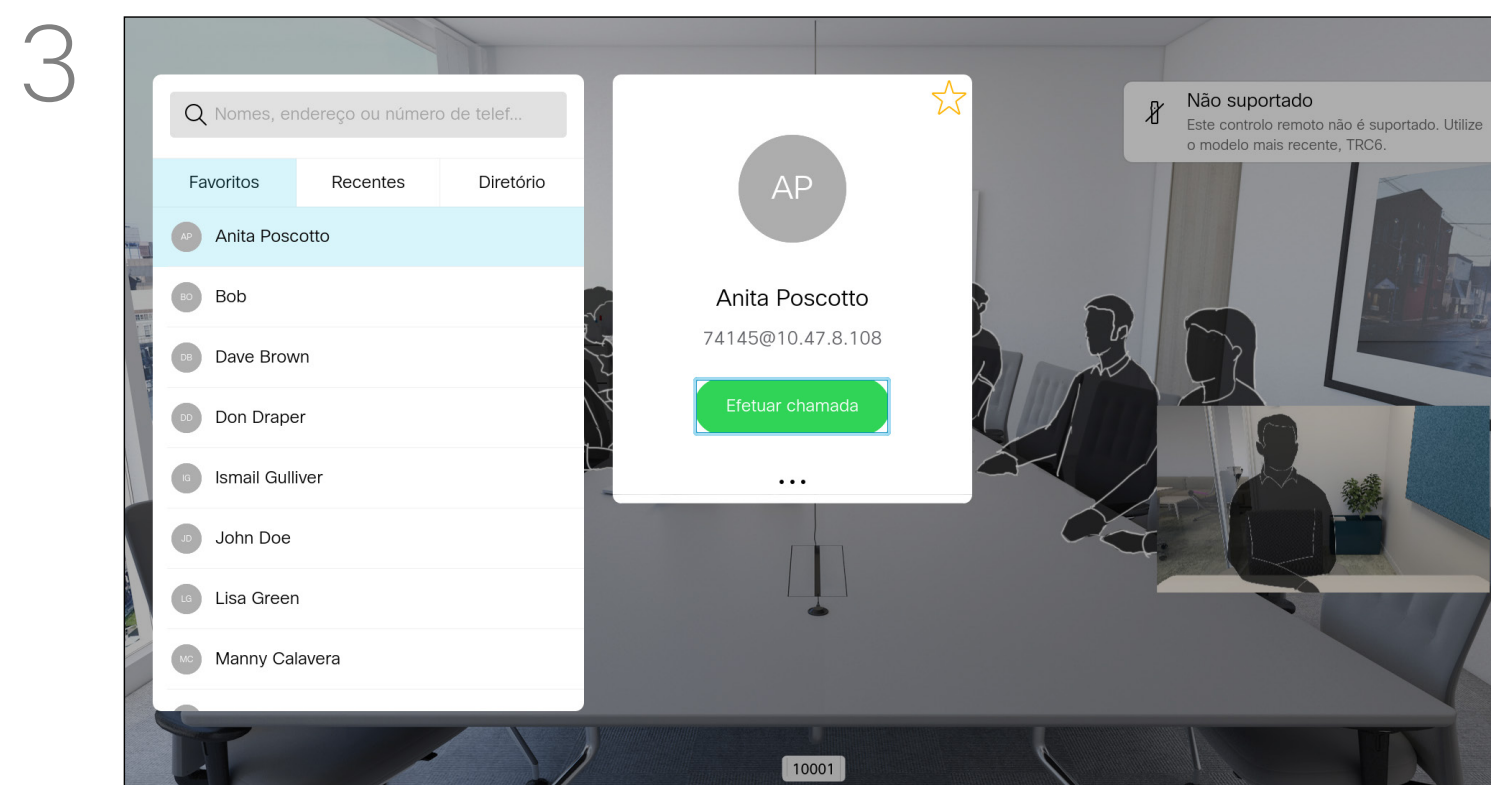 3
Nomes, endereço ou número de telef...
Favoritos Recentes Diretório
AP Anita Poscotto
BO Bob
DB Dave Brown
DD Don Draper
IG Ismail Gulliver
JD John Doe
LG Lisa Green
MC Manny Calavera
AP
Anita Poscotto
74145@10.47.8.108
Efetuar chamada
...
Não suportado
Este controlo remoto não é suportado. Utilize
o modelo mais recente, TRC6.
10001